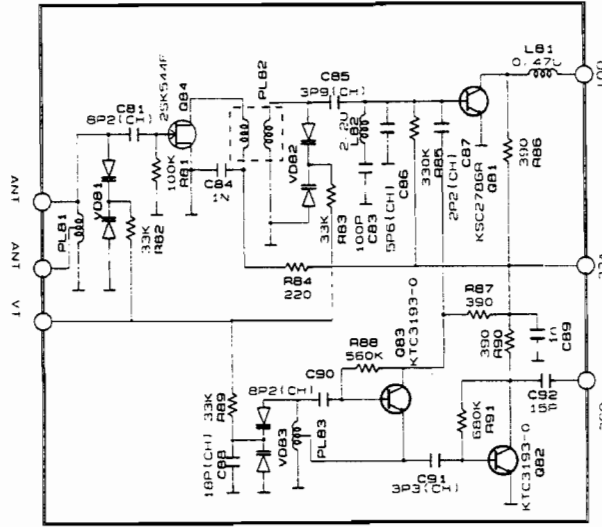 L81
0.47U
PL82
C85
3P9(CH)
2SK544F
Q84
C81
8P2(CH)
2.2U
L82
ANT
PL81
VD81
33K
R82
100K
R81
C84
1N
VD82
33K
R83
100P
C83
5P6(CH)
C86
330K
R85
2P2(CH)
C87
KSC2786R
Q81
390
R86
ANT
VT
R84
220
R87
390
R88
560K
Q83
KTC3193-O
390
R90
C89
C90
8P2(CH)
33K
R89
18P(CH)
C88
VD83
PL83
680K
R91
C92
15P
C91
3P3(CH)
KTC3193-O
Q82